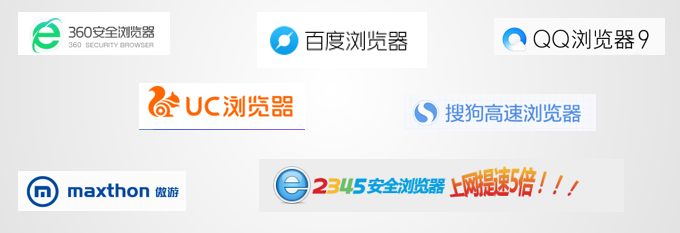 360安全浏览器
360 SECURITY BROWSER
百度浏览器
QQ浏览器9
UC浏览器
搜狗高速浏览器
maxthon 傲游
2345安全浏览器 上网提速5倍！！！